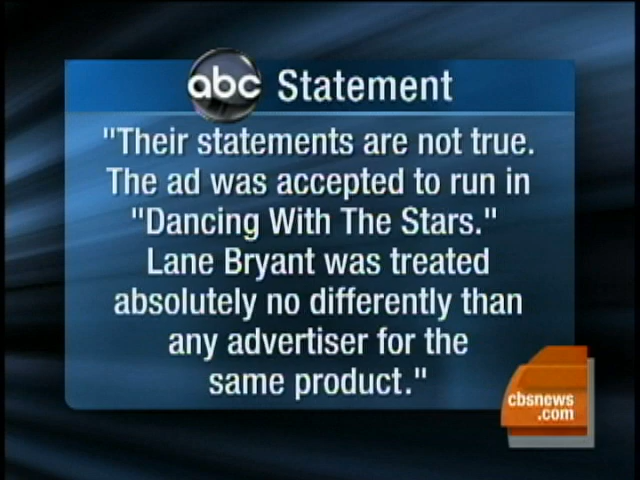 abc Statement
"Their statements are not true.
The ad was accepted to run in
"Dancing With The Stars."
Lane Bryant was treated
absolutely no differently than
any advertiser for the
same product."
cbsnews
.com